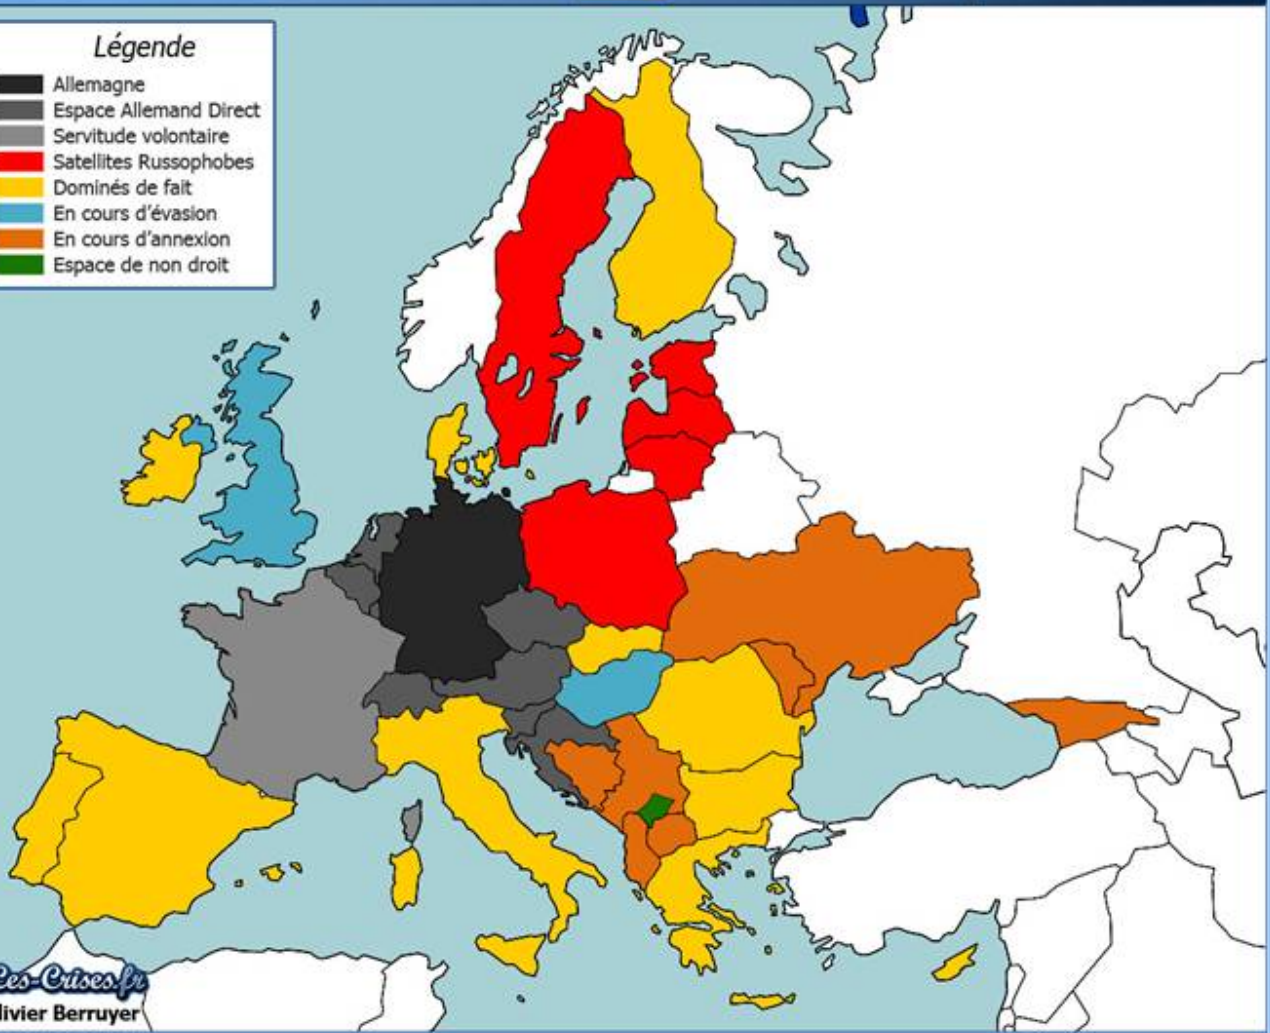 Légende
Allemagne
Espace Allemand Direct
Servitude volontaire
Satellites Russophobes
Dominés de fait
En cours d'évasion
En cours d'annexion
Espace de non droit
Les-Crises.fr
livier Berruyer